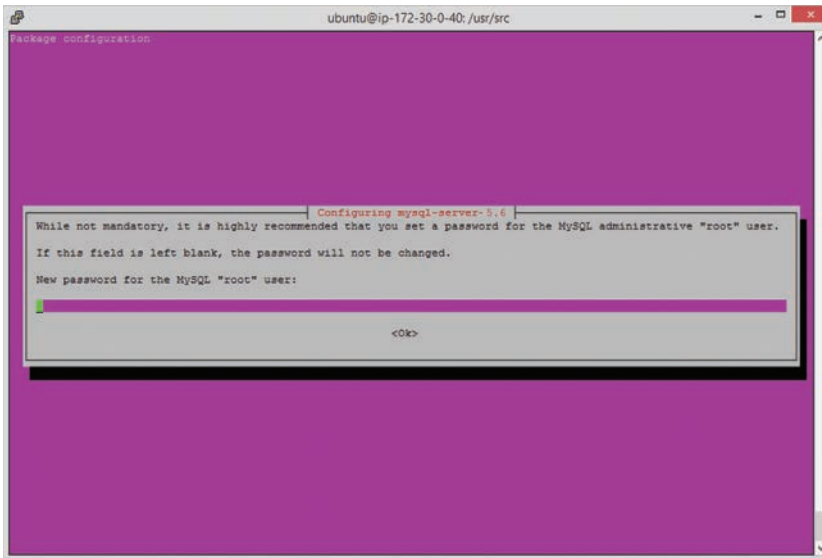 ubuntu@ip-172-30-0-40: /usr/src
Package configuration
Configuring mysql-server-5.6
While not mandatory, it is highly recommended that you set a password for the MySQL administrative "root" user.
If this field is left blank, the password will not be changed.
New password for the MySQL "root" user:
<Ok>